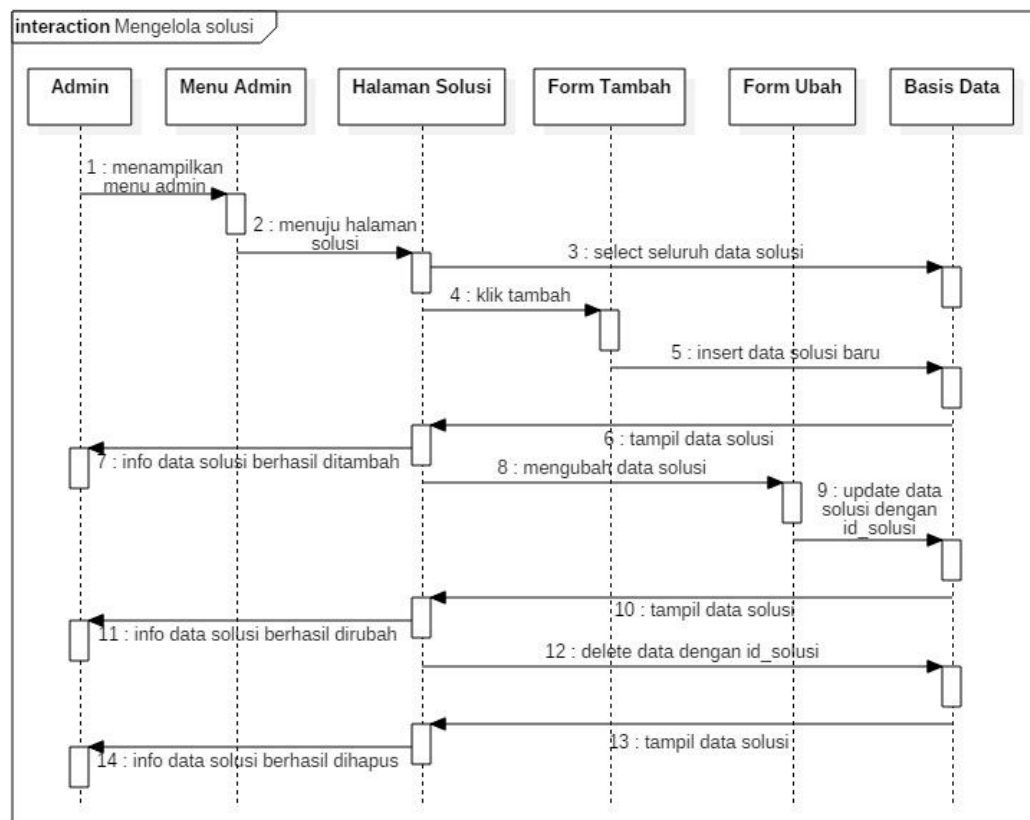 interaction Mengelola solusi
Admin
Menu Admin
Halaman Solusi
Form Tambah
Form Ubah
Basis Data
1 : menampilkan
menu admin
2 : menuju halaman
solusi
3 : select seluruh data solusi
4 : klik tambah
5 : insert data solusi baru
6 : tampil data solusi
7 : info data solusi berhasil ditambah
8 : mengubah data solusi
9 : update data
solusi dengan
id_solusi
10 : tampil data solusi
11 : info data solusi berhasil dirubah
12 : delete data dengan id_solusi
13 : tampil data solusi
14 : info data solusi berhasil dihapus